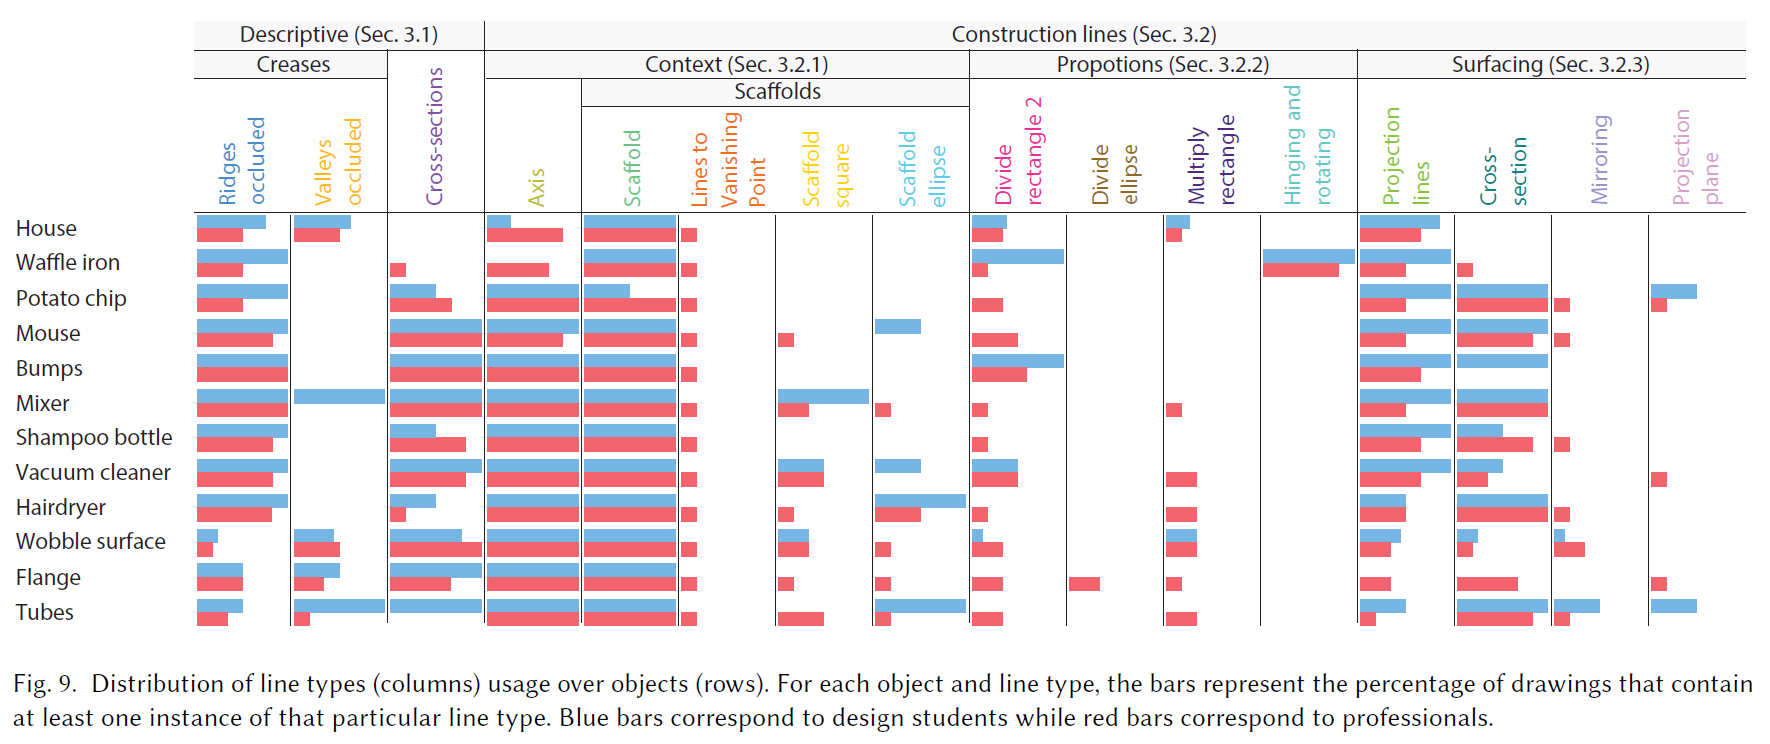 Descriptive (Sec. 3.1)
Construction lines (Sec. 3.2)
Creases
Context (Sec. 3.2.1)
Propotions (Sec. 3.2.2)
Surfacing (Sec. 3.2.3)
Scaffolds
Ridges
occluded
Valleys
occluded
Cross-sections
Axis
Scaffold
Lines to
Vanishing
Point
Scaffold
square
Scaffold
ellipse
Divide
rectangle 2
Divide
ellipse
Multiply
rectangle
Hinging and
rotating
Projection
lines
Cross-
section
Mirroring
Projection
plane
House
Waffle iron
Potato chip
Mouse
Bumps
Mixer
Shampoo bottle
Vacuum cleaner
Hairdryer
Wobble surface
Flange
Tubes
Fig. 9. Distribution of line types (columns) usage over objects (rows). For each object and line type, the bars represent the percentage of drawings that contain
at least one instance of that particular line type. Blue bars correspond to design students while red bars correspond to professionals.